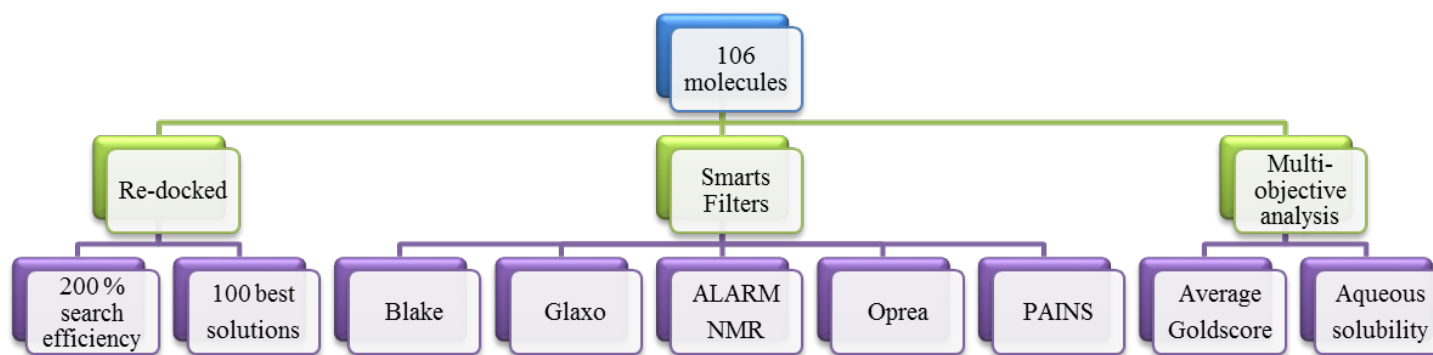 106
molecules
Re-docked
Smarts
Filters
Multi-
objective
analysis
200 %
search
efficiency
100 best
solutions
Blake
Glaxo
ALARM
NMR
Oprea
PAINS
Average
Goldscore
Aqueous
solubility